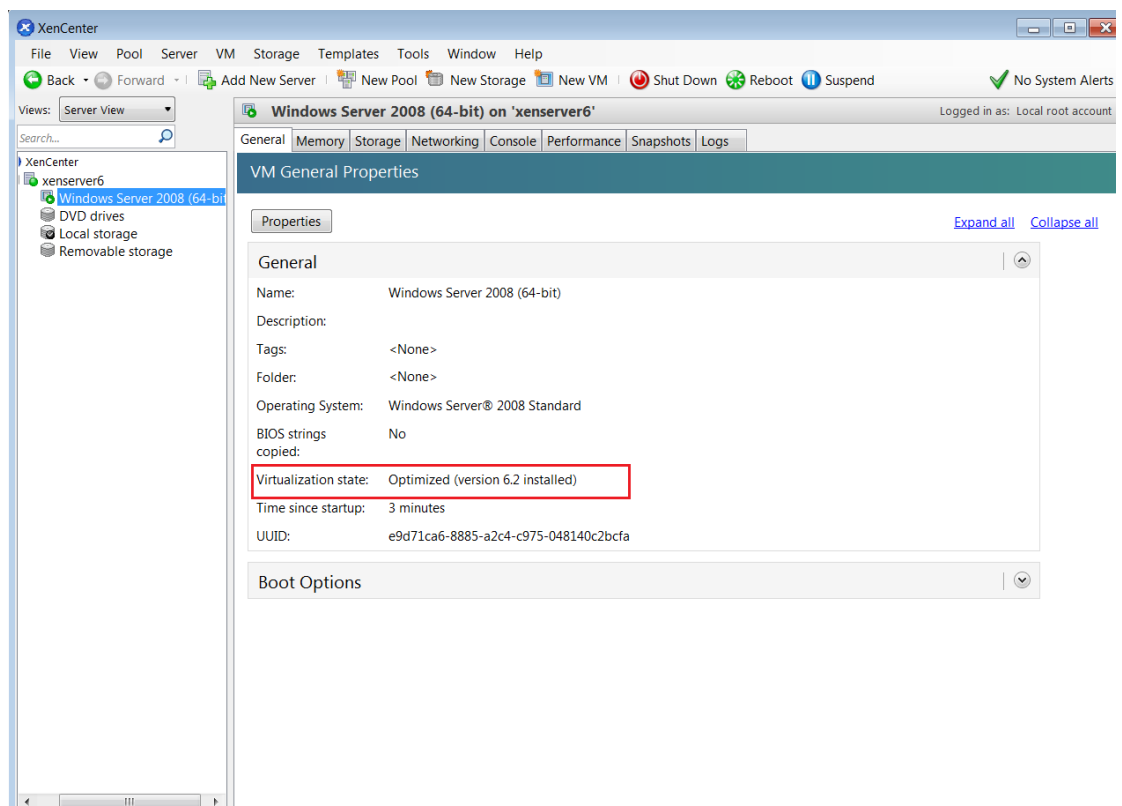 XenCenter
File View Pool Server VM Storage Templates Tools Window Help
Back Forward Add New Server New Pool New Storage New VM Shut Down Reboot Suspend No System Alerts
Views: Server View
Windows Server 2008 (64-bit) on 'xenserver6' Logged in as: Local root account
Search...
General Memory Storage Networking Console Performance Snapshots Logs
XenCenter
xenserver6
Windows Server 2008 (64-bit
DVD drives
Local storage
Removable storage
VM General Properties
Properties Expand all Collapse all
General
Name: Windows Server 2008 (64-bit)
Description:
Tags: <None>
Folder: <None>
Operating System: Windows Server® 2008 Standard
BIOS strings No
copied:
Virtualization state: Optimized (version 6.2 installed)
Time since startup: 3 minutes
UUID: e9d71ca6-8885-a2c4-c975-048140c2bcfa
Boot Options